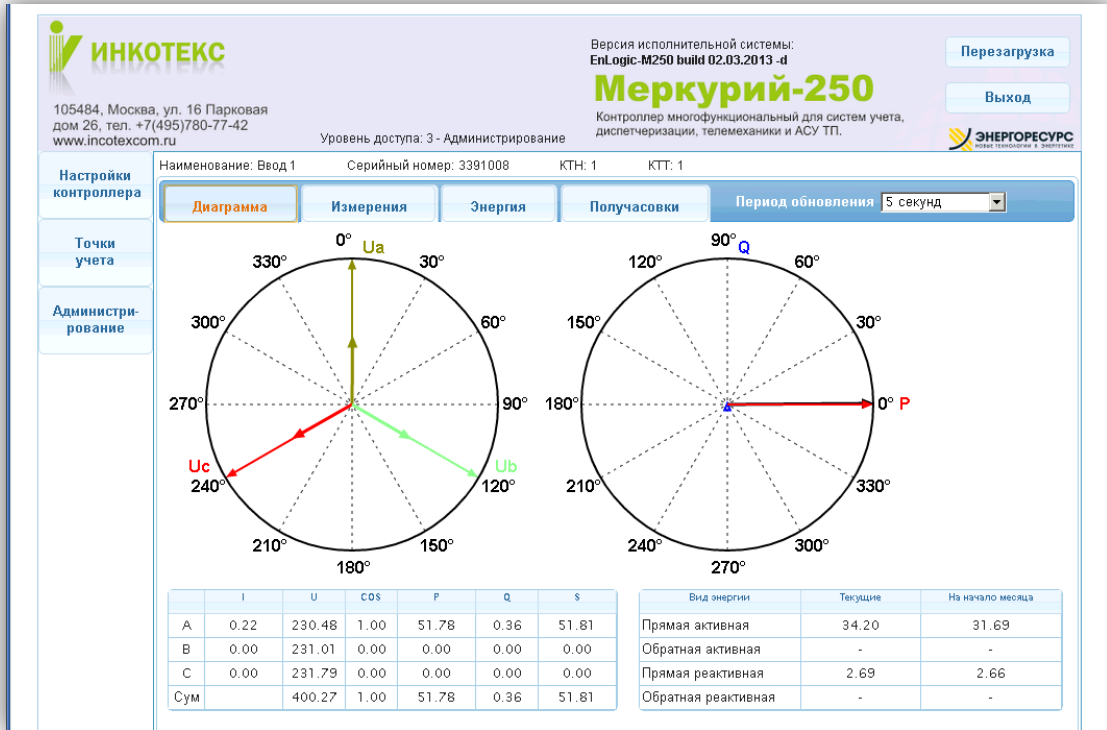 ИНКОТЕКС
105484, Москва, ул. 16 Парковая
дом 26, тел. +7(495)780-77-42
www.incotexcom.ru
Уровень доступа: 3 - Администрирование
Версия исполнительной системы:
EnLogic-M250 build 02.03.2013 -d
Меркурий-250
Контроллер многофункциональный для систем учета,
диспетчеризации, телемеханики и АСУ ТП.
Перезагрузка
Выход
ЭНЕРГОРЕСУРС
НОВЫЕ ТЕХНОЛОГИИ В ЭНЕРГЕТИКЕ
Настройки
контроллера
Точки
учета
Администри-
рование
Наименование: Ввод 1 Серийный номер: 3391008 КТН: 1 КТТ: 1
Диаграмма Измерения Энергия Получасовки Период обновления 5 секунд
0° Ua
330° 30°
300° 60°
270° 90°
Uc Ub
240° 120°
210° 150°
180°
90° Q
120° 60°
150° 30°
180° 0° P
210° 330°
240° 300°
270°
I U COS P Q S
A 0.22 230.48 1.00 51.78 0.36 51.81
B 0.00 231.01 0.00 0.00 0.00 0.00
C 0.00 231.79 0.00 0.00 0.00 0.00
Сум 400.27 1.00 51.78 0.36 51.81
Вид энергии Текущие На начало месяца
Прямая активная 34.20 31.69
Обратная активная - -
Прямая реактивная 2.69 2.66
Обратная реактивная - -